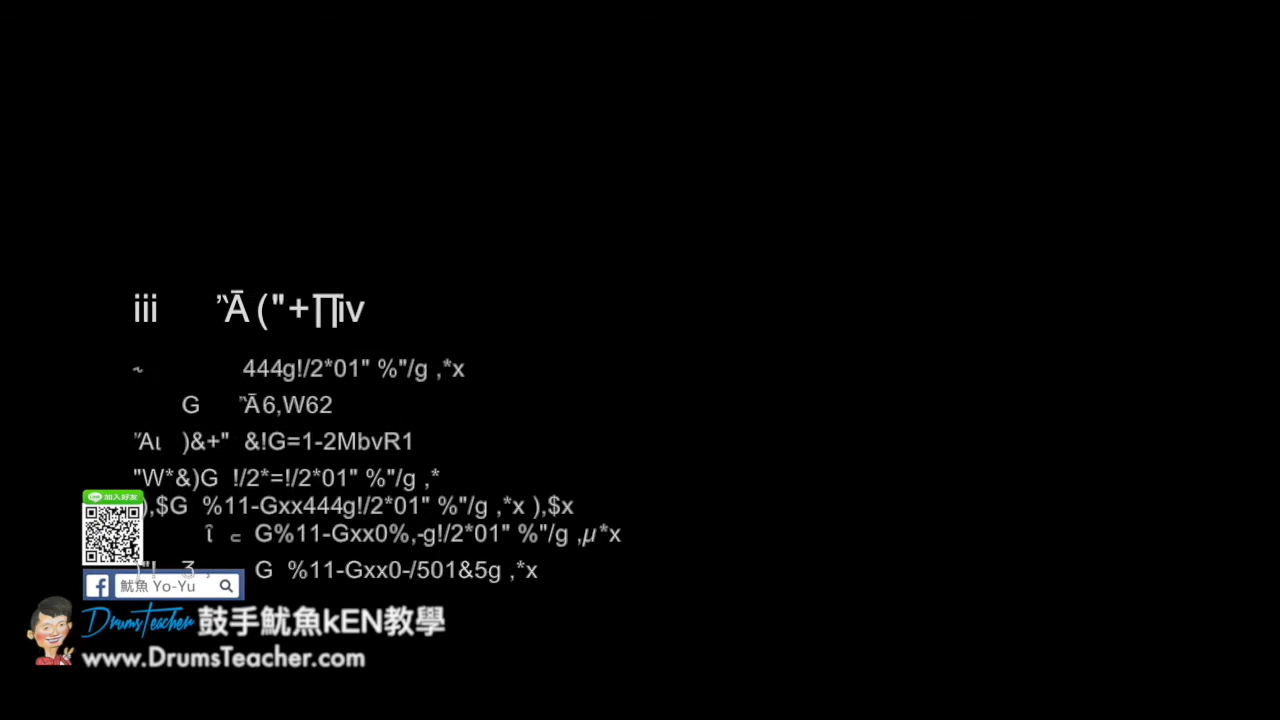 iii ῍Ā ("+∏iv
~ 444g!/2*01" %"/g ,*x
G ῍Ā6,W62
῎Aι )&+" &!G=1-2MbvR1
"W*&)G !/2*=!/2*01" %"/g ,*
),$G %11-Gxx444g!/2*01" %"/g ,*x ),$x
G%11-Gxx0%,-g!/2*01" %"/g ,µ*x
G %11-Gxx0-/501&5g ,*x
LINE 加入好友
魷魚 Yo-Yu
DrumsTeacher 鼓手魷魚kEN教學
www.DrumsTeacher.com